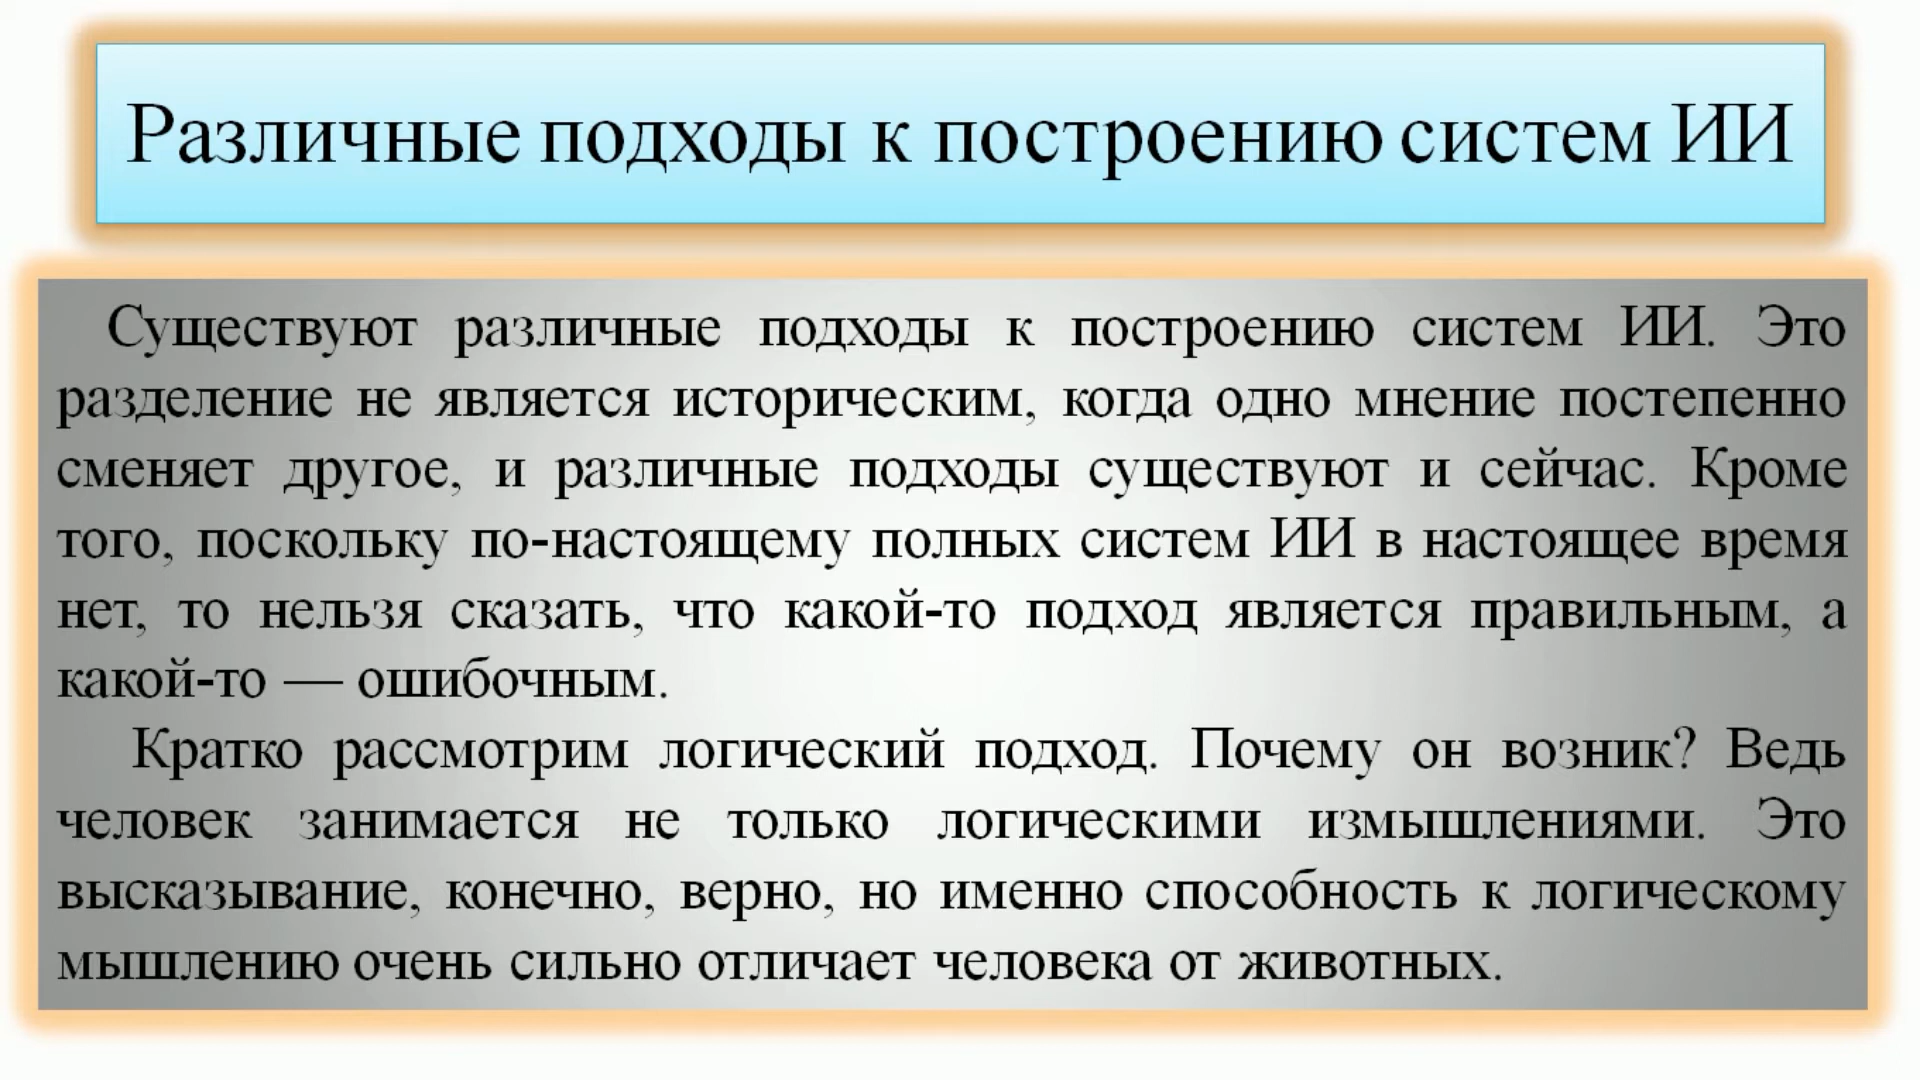 Различные подходы к построению систем ИИ
Существуют различные подходы к построению систем ИИ. Это
разделение не является историческим, когда одно мнение постепенно
сменяет другое, и различные подходы существуют и сейчас. Кроме
того, поскольку по-настоящему полных систем ИИ в настоящее время
нет, то нельзя сказать, что какой-то подход является правильным, а
какой-то — ошибочным.
Кратко рассмотрим логический подход. Почему он возник? Ведь
человек занимается не только логическими измышлениями. Это
высказывание, конечно, верно, но именно способность к логическому
мышлению очень сильно отличает человека от животных.